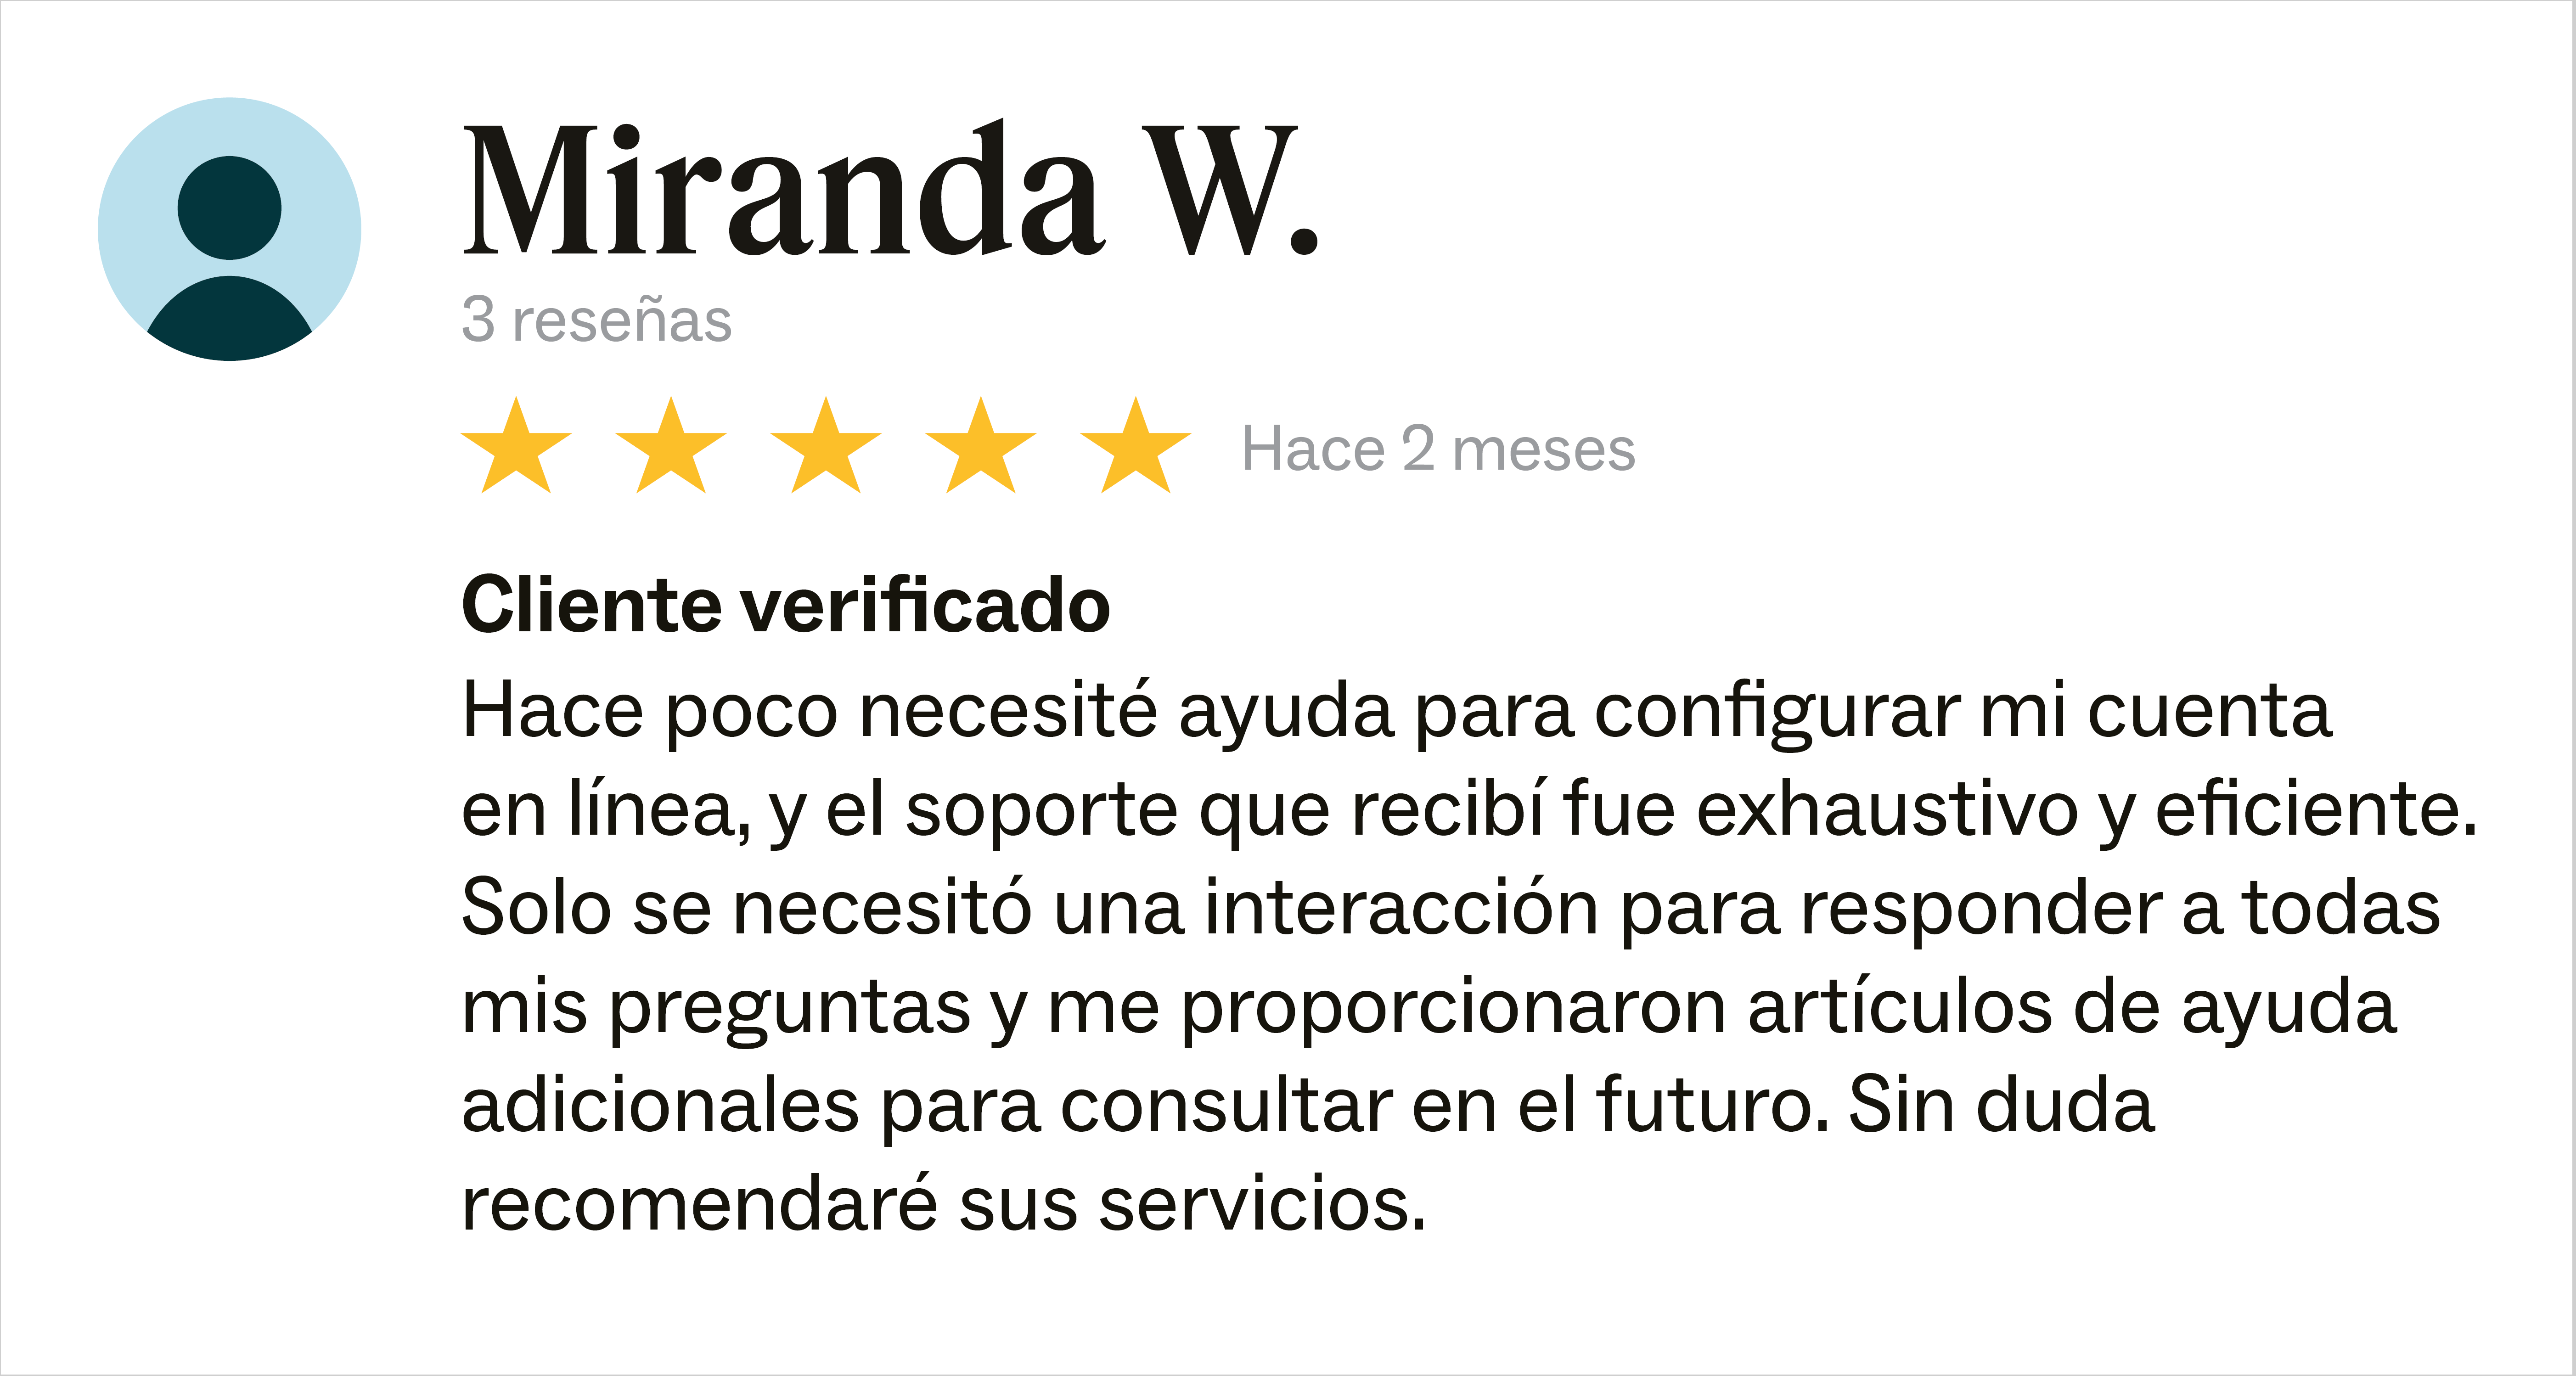 Miranda W.
3 reseñas
Hace 2 meses
Cliente verificado
Hace poco necesité ayuda para configurar mi cuenta
en línea, y el soporte que recibí fue exhaustivo y eficiente.
Solo se necesitó una interacción para responder a todas
mis preguntas y me proporcionaron artículos de ayuda
adicionales para consultar en el futuro. Sin duda
recomendaré sus servicios.